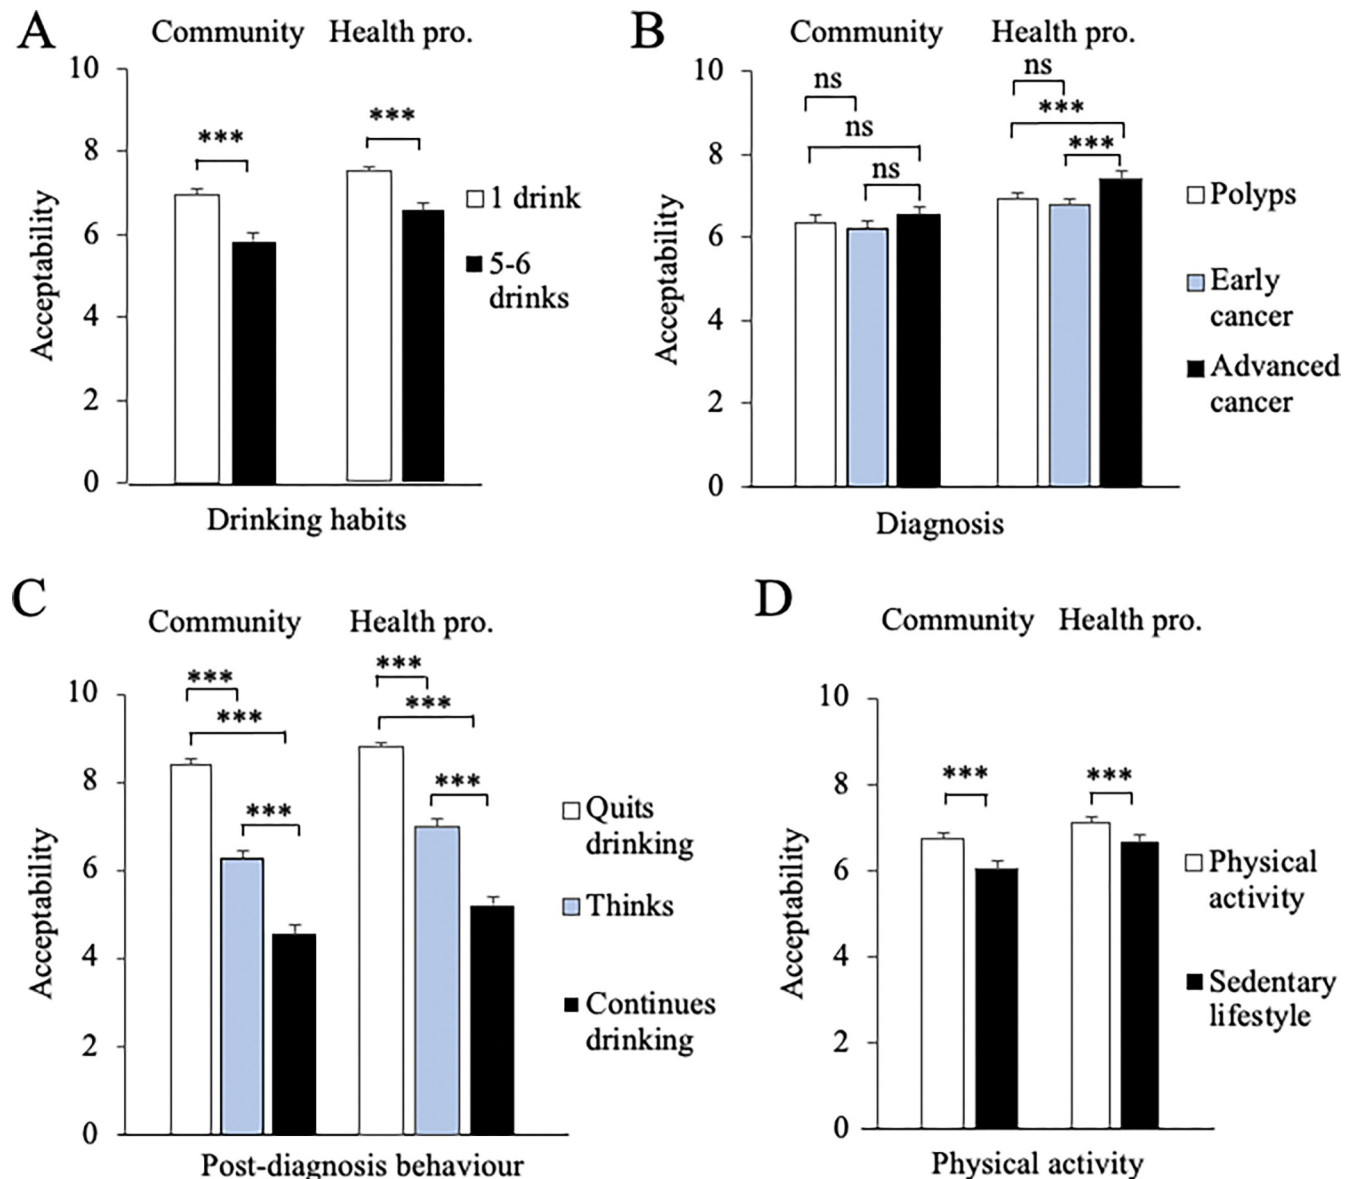 A
Community
Health pro.
10
8
6
4
2
0
***
***
Acceptability
1 drink
5-6
drinks
Drinking habits
B
Community
Health pro.
10
8
6
4
2
0
ns
ns
ns
ns
***
***
Acceptability
Polyps
Early
cancer
Advanced
cancer
Diagnosis
C
Community
Health pro.
10
8
6
4
2
0
***
***
***
***
***
***
Acceptability
Quits
drinking
Thinks
Continues
drinking
Post-diagnosis behaviour
D
Community
Health pro.
10
8
6
4
2
0
***
***
Acceptability
Physical
activity
Sedentary
lifestyle
Physical activity